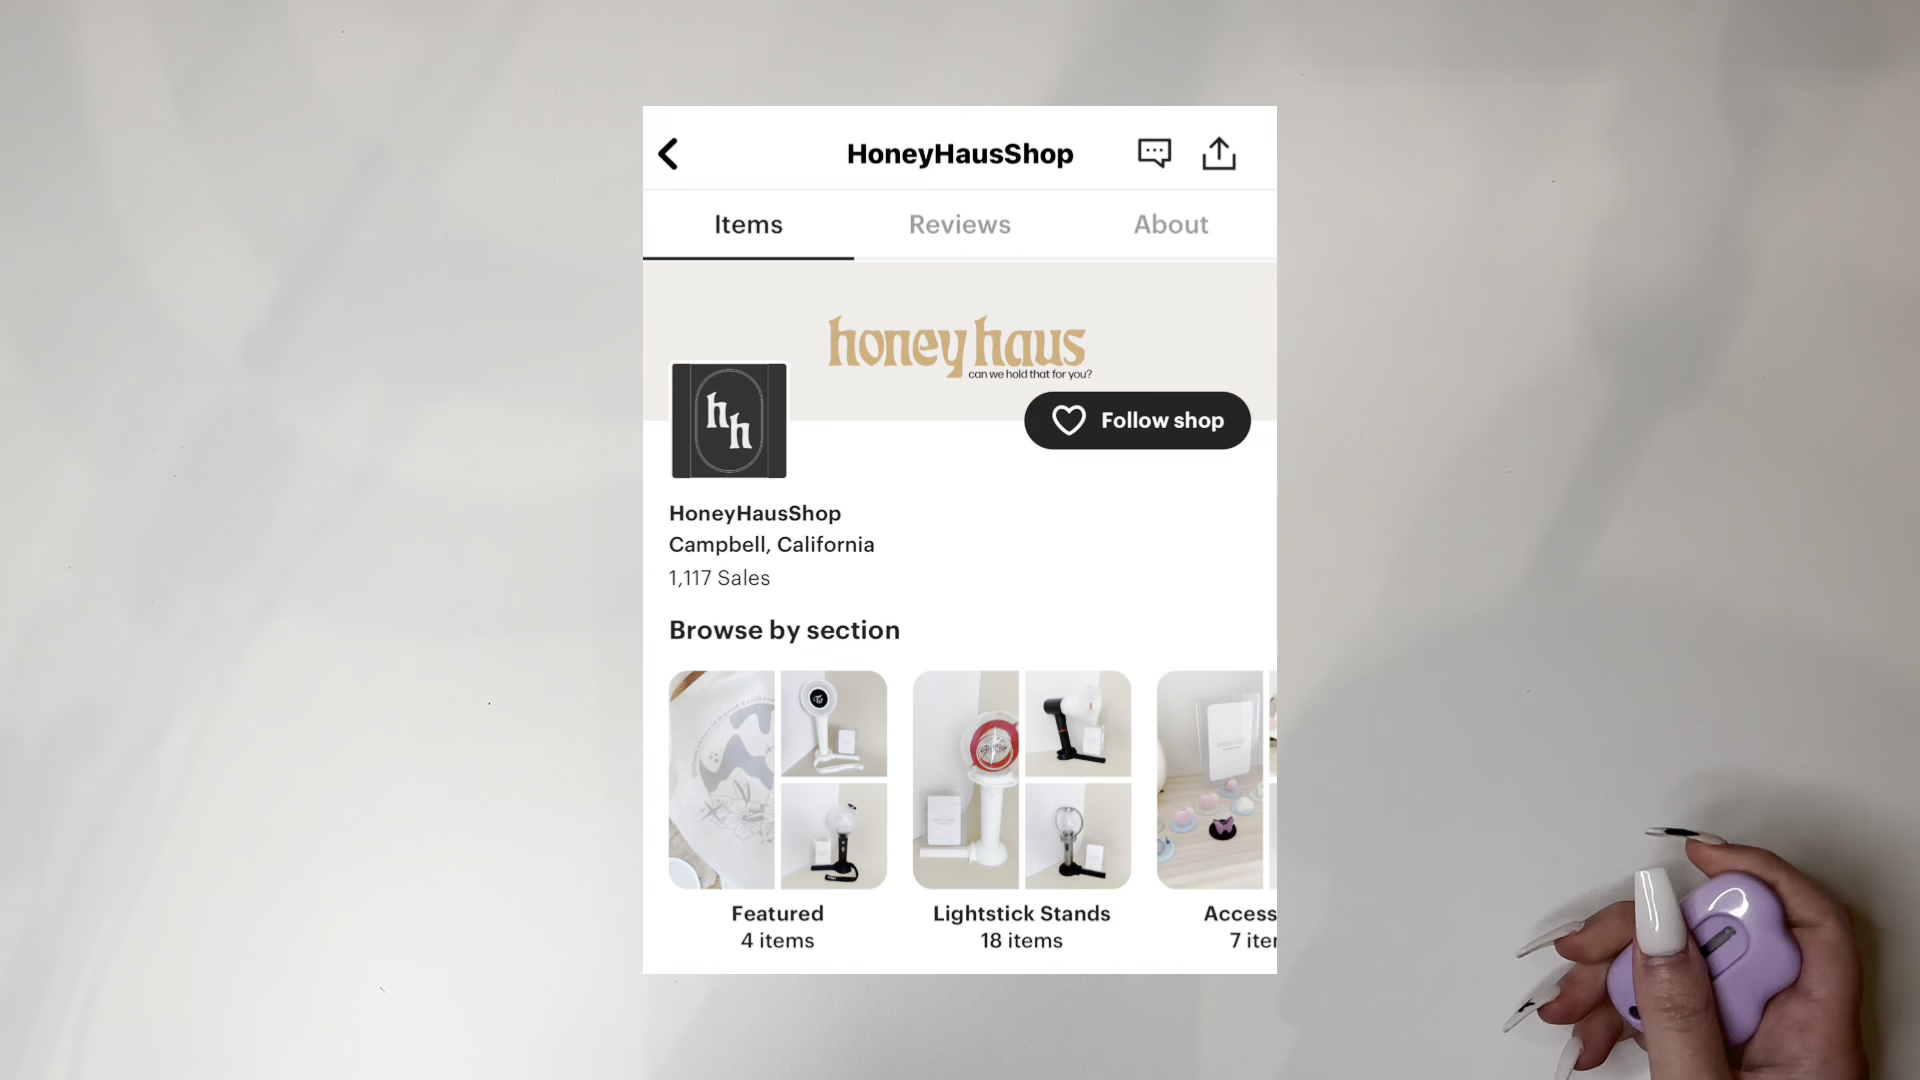 HoneyHausShop
Items Reviews About
honey haus
can we hold that for you?
hh
Follow shop
HoneyHausShop
Campbell, California
1,117 Sales
Browse by section
Featured Lightstick Stands Access
4 items 18 items 7 iter